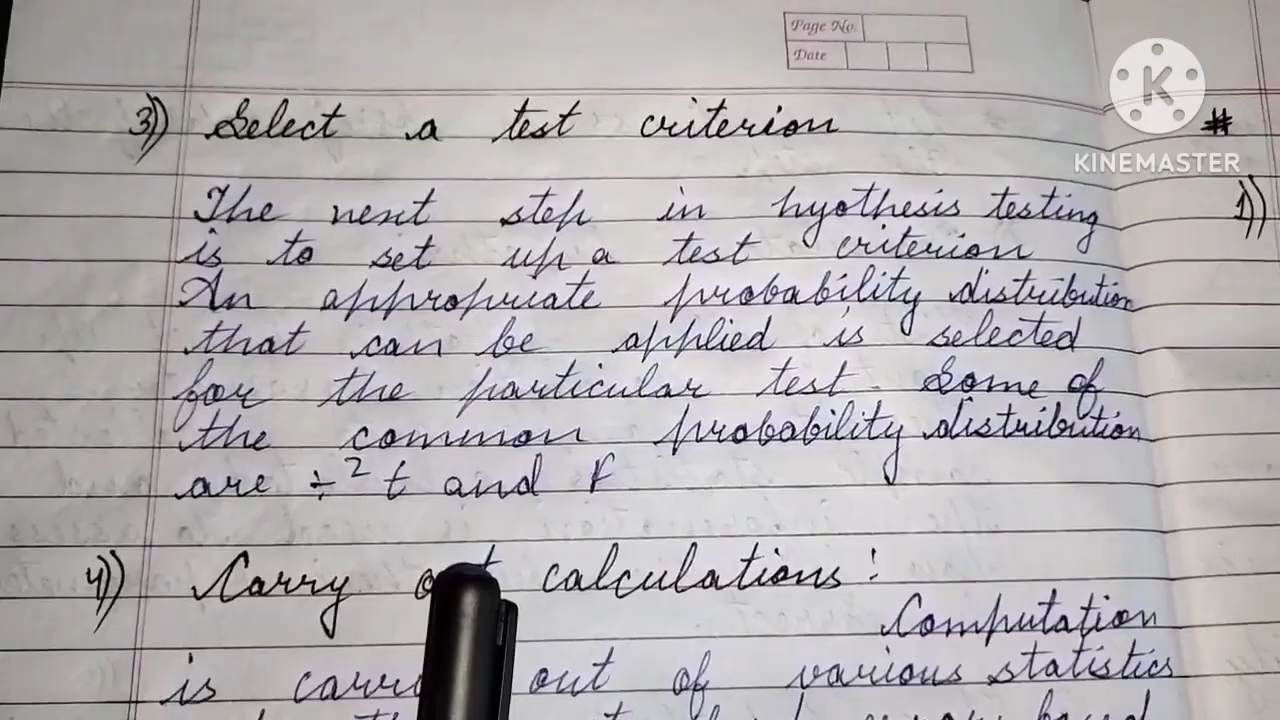 Page No.
Date
KINEMASTER
#
3)) Select a test criterion
1))
The next step in hyothesis testing
is to set up a test criterion
An appropriate probability distribution
that can be applied is selected
for the particular test. Some of
the common probability distribution
are ÷² t and F
4)) Carry calculations :
Computation
is out of various statistics